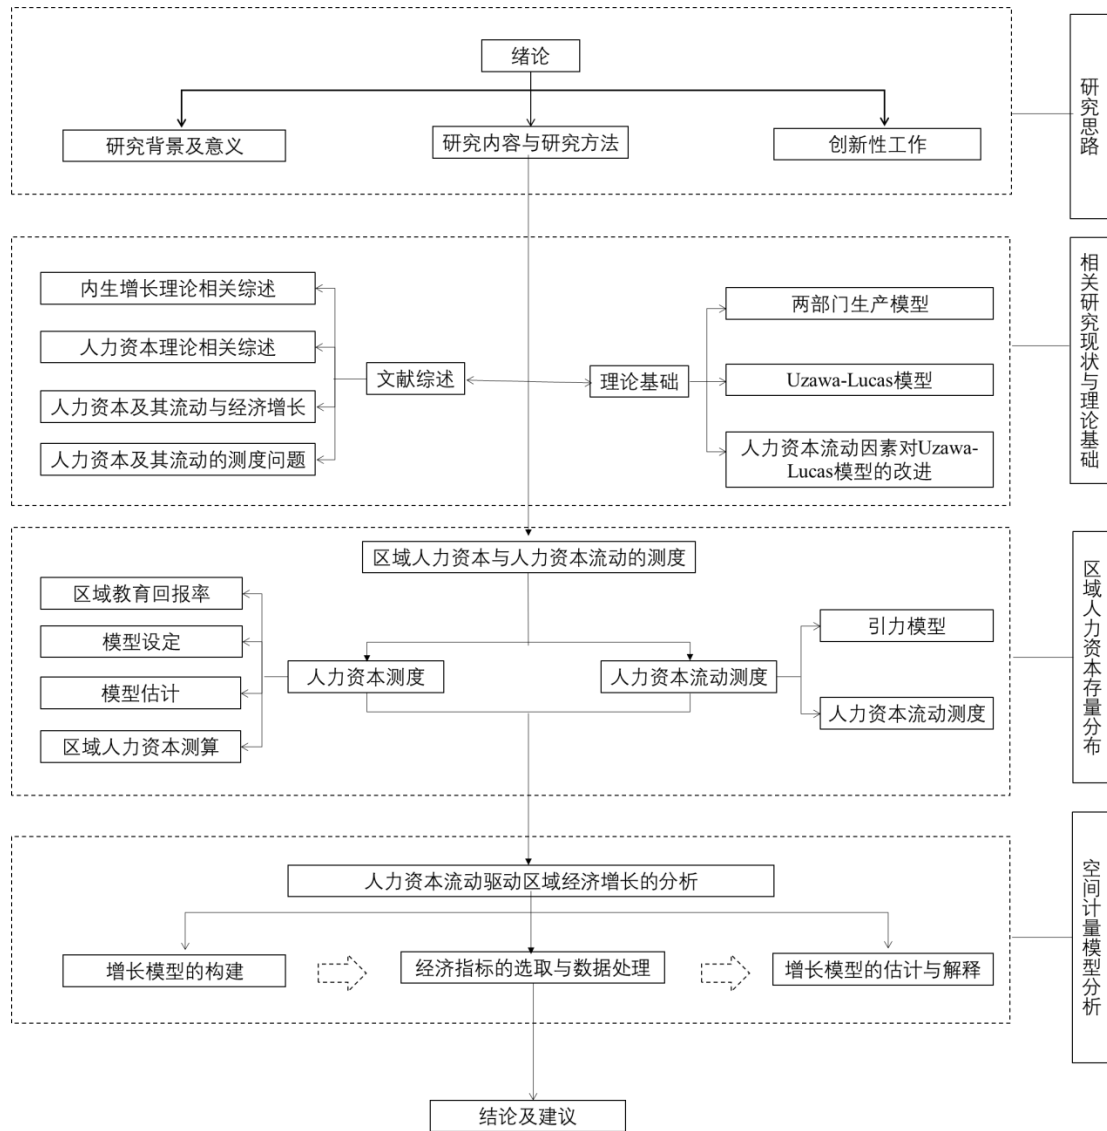 绪论
研究背景及意义
研究内容与研究方法
创新性工作
研究思路
内生增长理论相关综述
人力资本理论相关综述
人力资本及其流动与经济增长
人力资本及其流动的测度问题
文献综述
理论基础
两部门生产模型
Uzawa-Lucas模型
人力资本流动因素对Uzawa-
Lucas模型的改进
相关研究现状与理论基础
区域人力资本与人力资本流动的测度
区域教育回报率
模型设定
模型估计
区域人力资本测算
人力资本测度
人力资本流动测度
引力模型
人力资本流动测度
区域人力资本存量分布
人力资本流动驱动区域经济增长的分析
增长模型的构建
经济指标的选取与数据处理
增长模型的估计与解释
空间计量模型分析
结论及建议